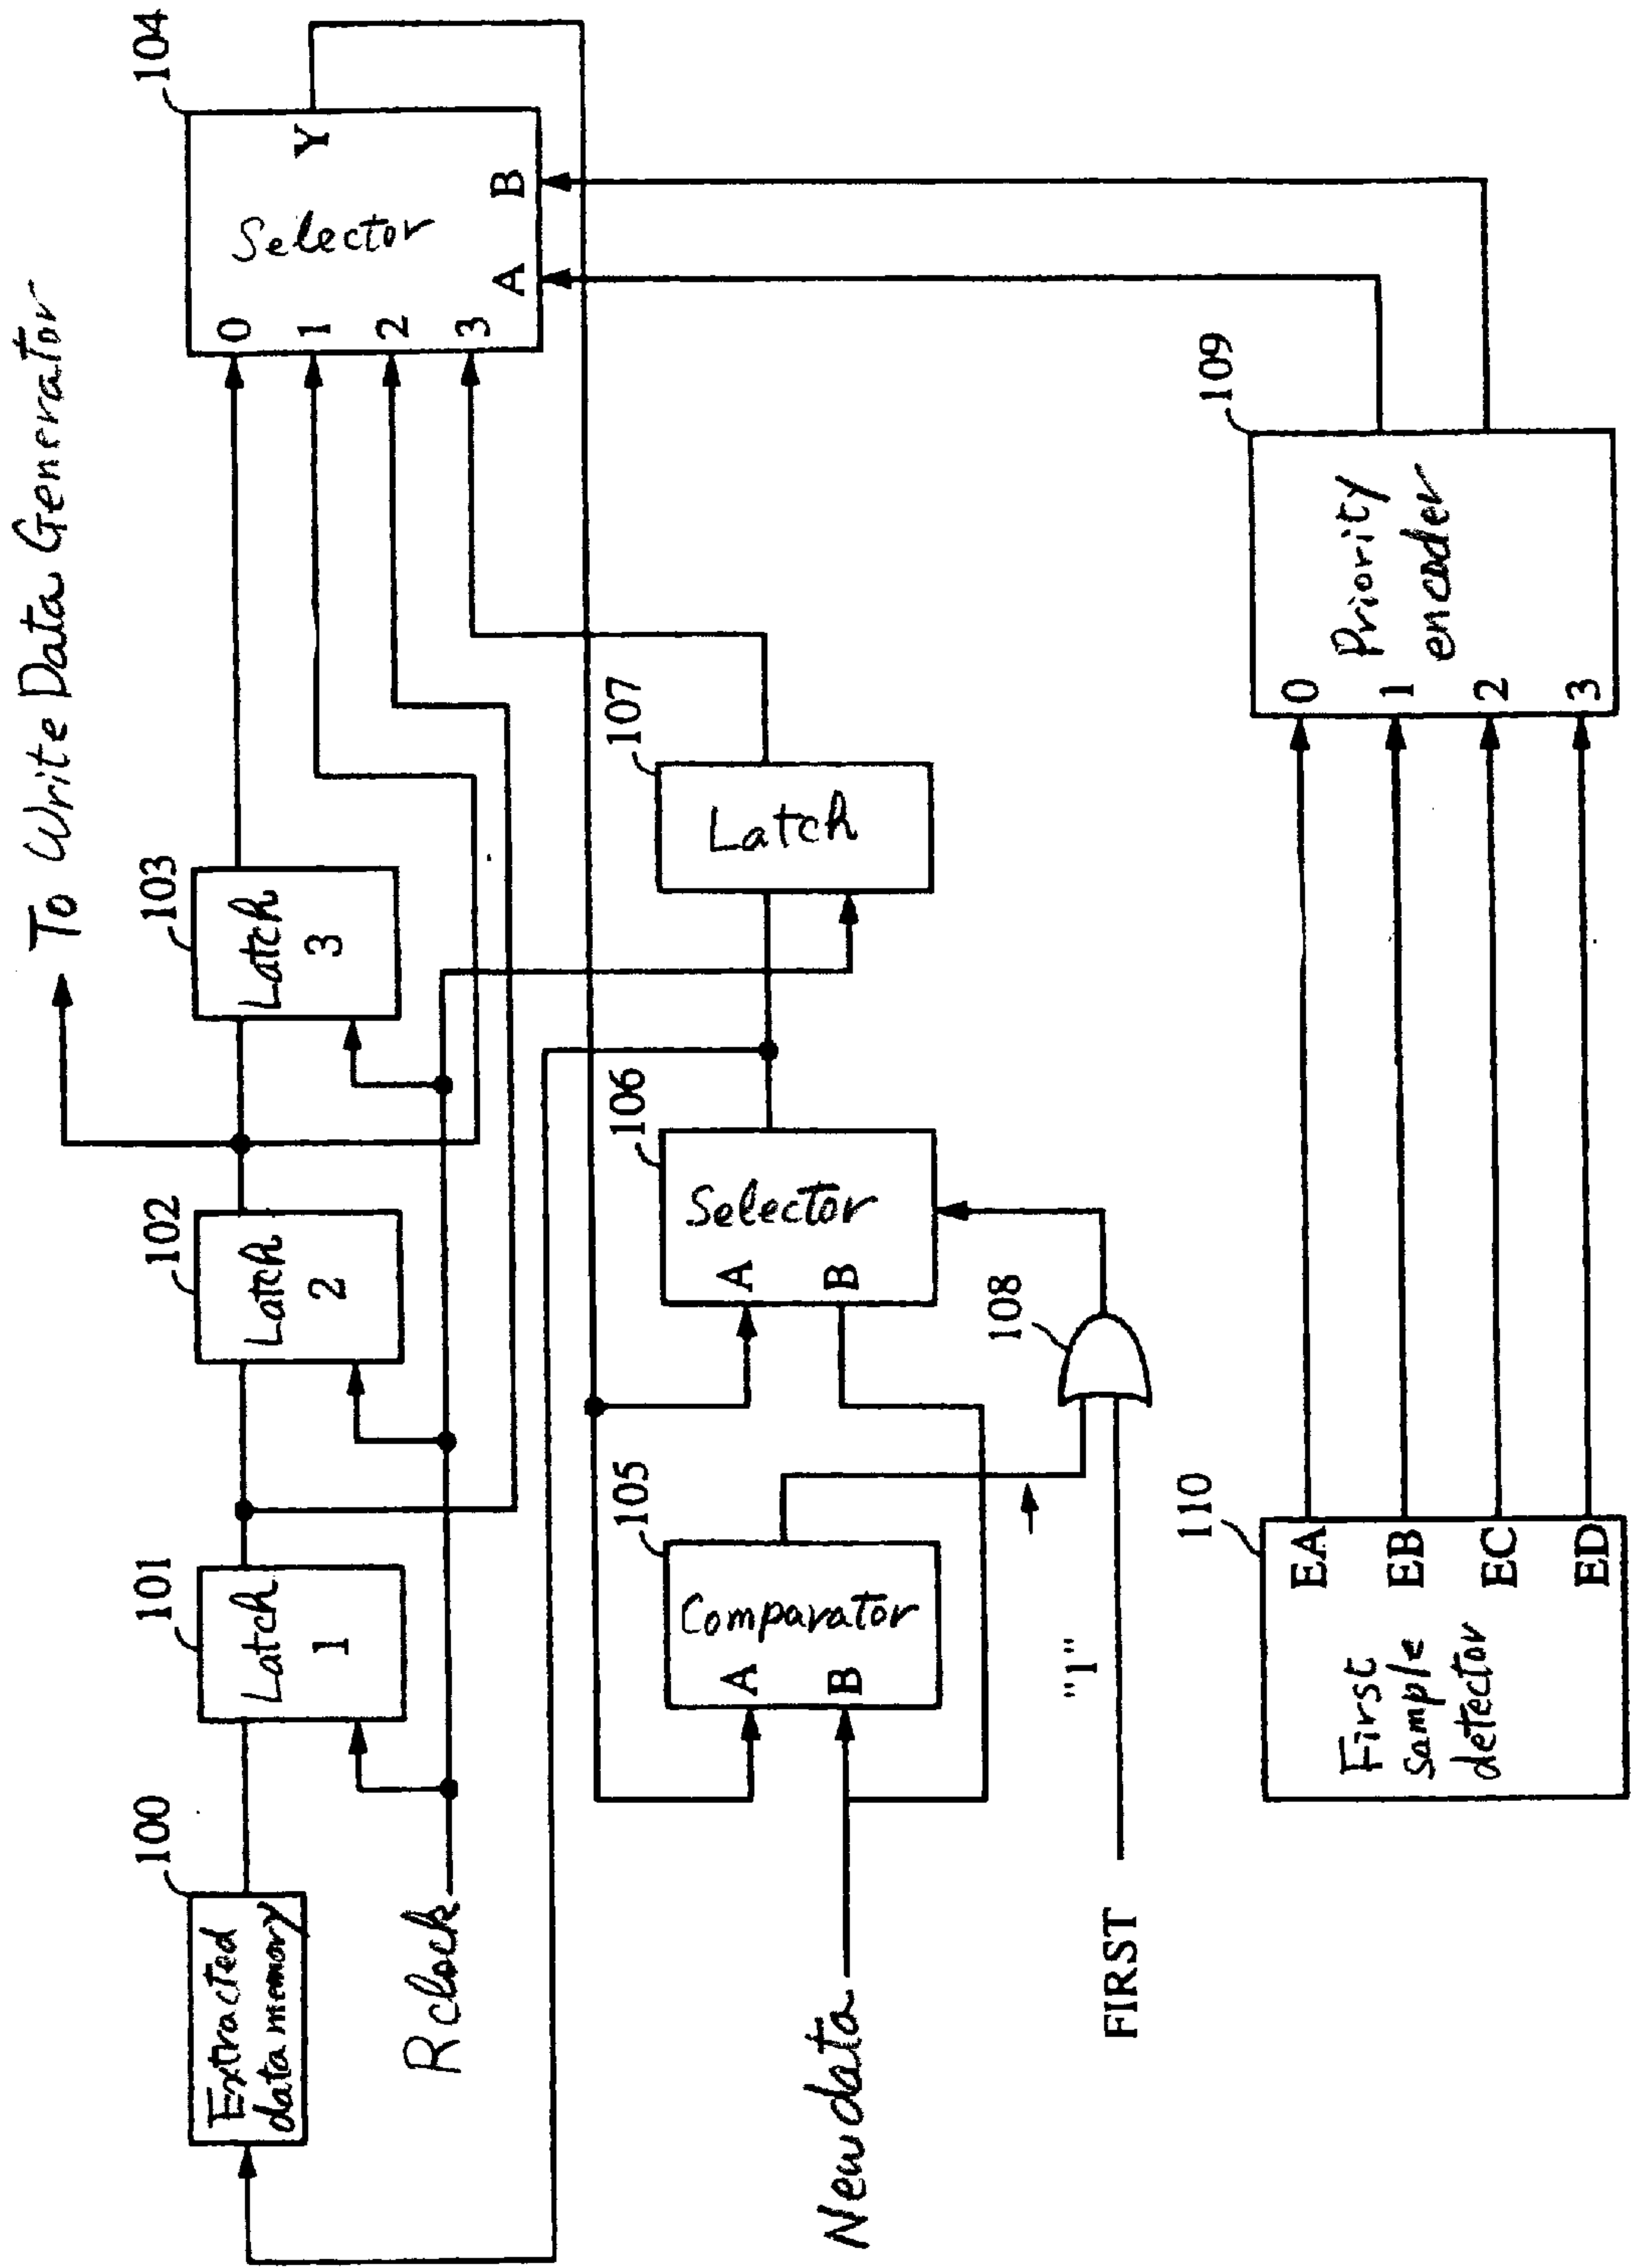 To Write Data Generator
100
Extracted
data memory
101
Latch
1
102
Latch
2
103
Latch
3
104
Selector
0
1
2
3
Y
A
B
Rclock
105
Comparator
A
B
106
Selector
A
B
107
Latch
108
New data
"1"
FIRST
109
Priority
encoder
0
1
2
3
110
First
sample
detector
EA
EB
EC
ED